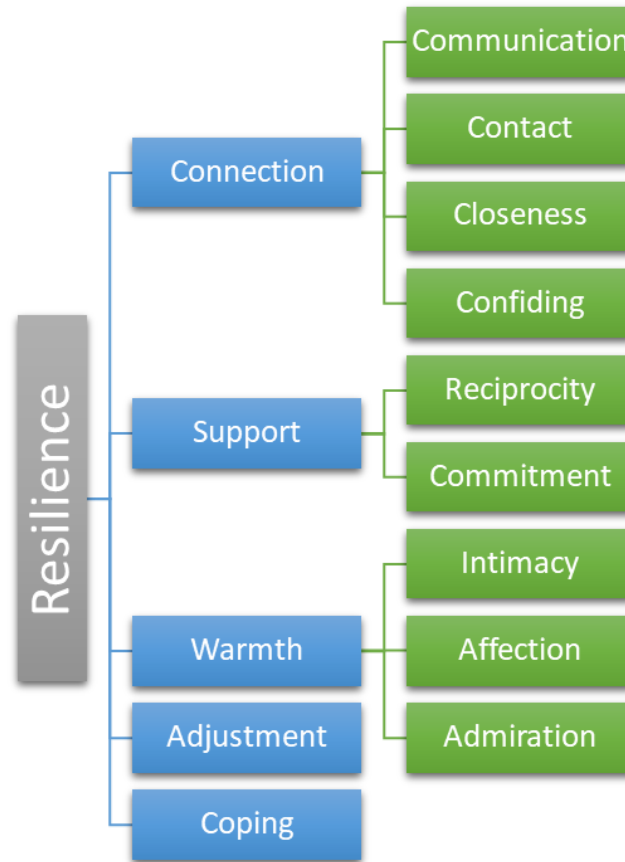 Resilience
Connection
Communication
Contact
Closeness
Confiding
Support
Reciprocity
Commitment
Warmth
Intimacy
Affection
Admiration
Adjustment
Coping